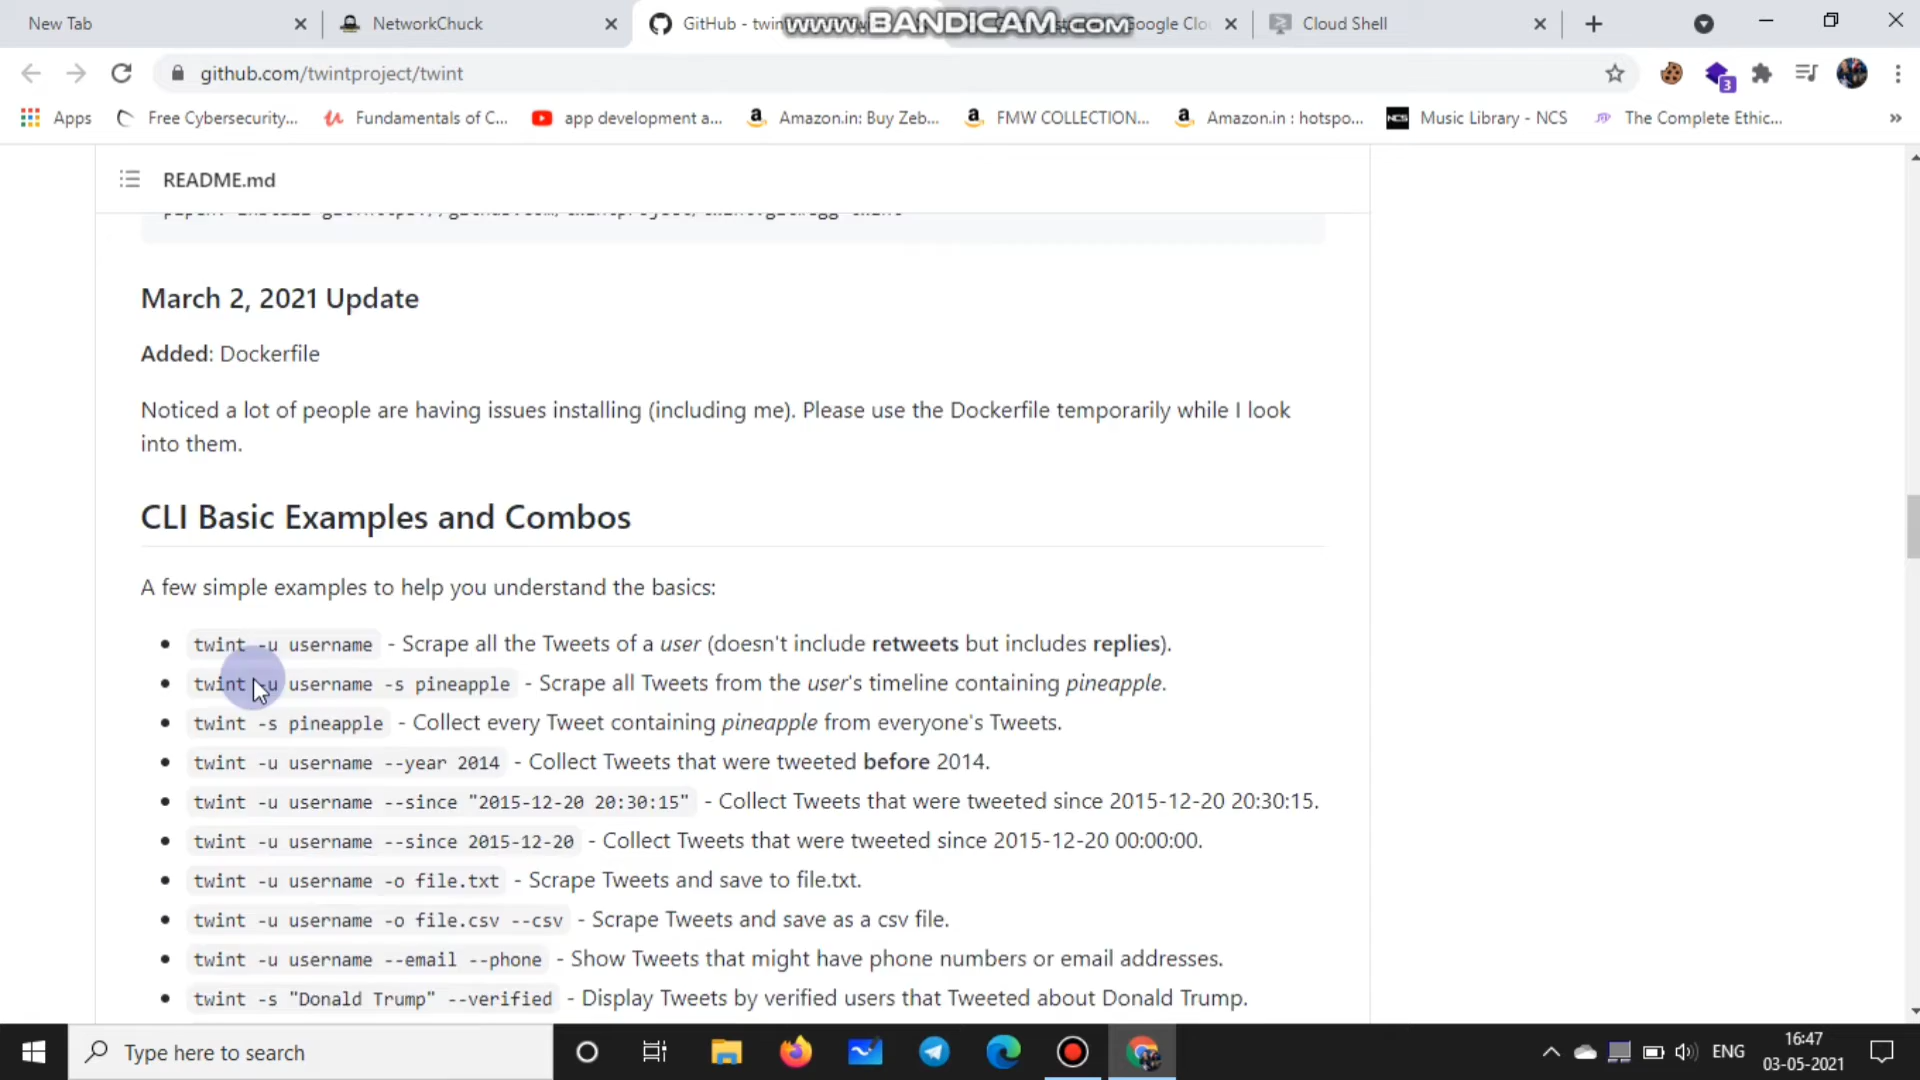 New Tab
NetworkChuck
GitHub - twin
www.BANDICAM.com
Google Clo
Cloud Shell
github.com/twintproject/twint
3
Apps
Free Cybersecurity...
Fundamentals of C...
app development a...
Amazon.in: Buy Zeb...
FMW COLLECTION...
Amazon.in : hotspo...
NCS
Music Library - NCS
The Complete Ethic...
README.md
March 2, 2021 Update
Added: Dockerfile
Noticed a lot of people are having issues installing (including me). Please use the Dockerfile temporarily while I look
into them.
CLI Basic Examples and Combos
A few simple examples to help you understand the basics:
twint -u username - Scrape all the Tweets of a user (doesn't include retweets but includes replies).
twint -u username -s pineapple - Scrape all Tweets from the user's timeline containing pineapple.
twint -s pineapple - Collect every Tweet containing pineapple from everyone's Tweets.
twint -u username --year 2014 - Collect Tweets that were tweeted before 2014.
twint -u username --since "2015-12-20 20:30:15" - Collect Tweets that were tweeted since 2015-12-20 20:30:15.
twint -u username --since 2015-12-20 - Collect Tweets that were tweeted since 2015-12-20 00:00:00.
twint -u username -o file.txt - Scrape Tweets and save to file.txt.
twint -u username -o file.csv --csv - Scrape Tweets and save as a csv file.
twint -u username --email --phone - Show Tweets that might have phone numbers or email addresses.
twint -s "Donald Trump" --verified - Display Tweets by verified users that Tweeted about Donald Trump.
Type here to search
ENG
16:47
03-05-2021